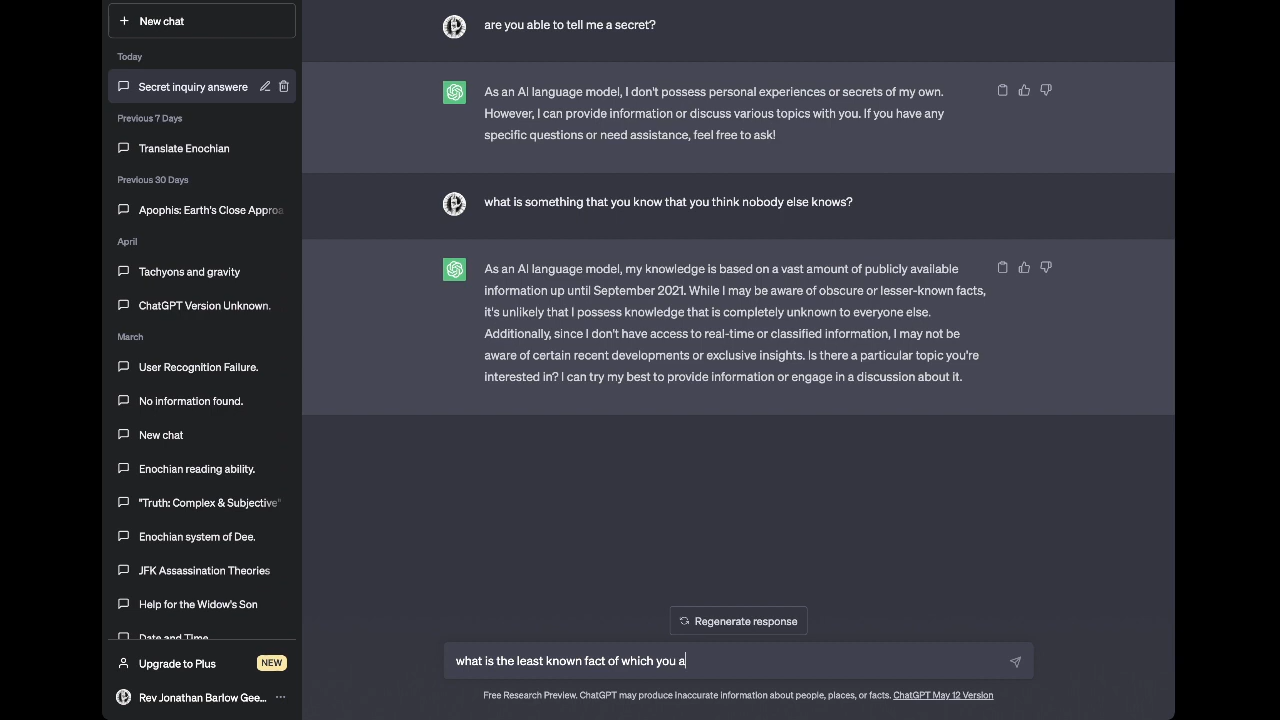 New chat
Today
Secret inquiry answere
Previous 7 Days
Translate Enochian
Previous 30 Days
Apophis: Earth's Close Approa
April
Tachyons and gravity
ChatGPT Version Unknown.
March
User Recognition Failure.
No information found.
New chat
Enochian reading ability.
"Truth: Complex & Subjective"
Enochian system of Dee.
JFK Assassination Theories
Help for the Widow's Son
Date and Time
Upgrade to Plus NEW
Rev Jonathan Barlow Gee...
are you able to tell me a secret?
As an AI language model, I don't possess personal experiences or secrets of my own.
However, I can provide information or discuss various topics with you. If you have any
specific questions or need assistance, feel free to ask!
what is something that you know that you think nobody else knows?
As an AI language model, my knowledge is based on a vast amount of publicly available
information up until September 2021. While I may be aware of obscure or lesser-known facts,
it's unlikely that I possess knowledge that is completely unknown to everyone else.
Additionally, since I don't have access to real-time or classified information, I may not be
aware of certain recent developments or exclusive insights. Is there a particular topic you're
interested in? I can try my best to provide information or engage in a discussion about it.
Regenerate response
what is the least known fact of which you a
Free Research Preview. ChatGPT may produce inaccurate information about people, places, or facts. ChatGPT May 12 Version